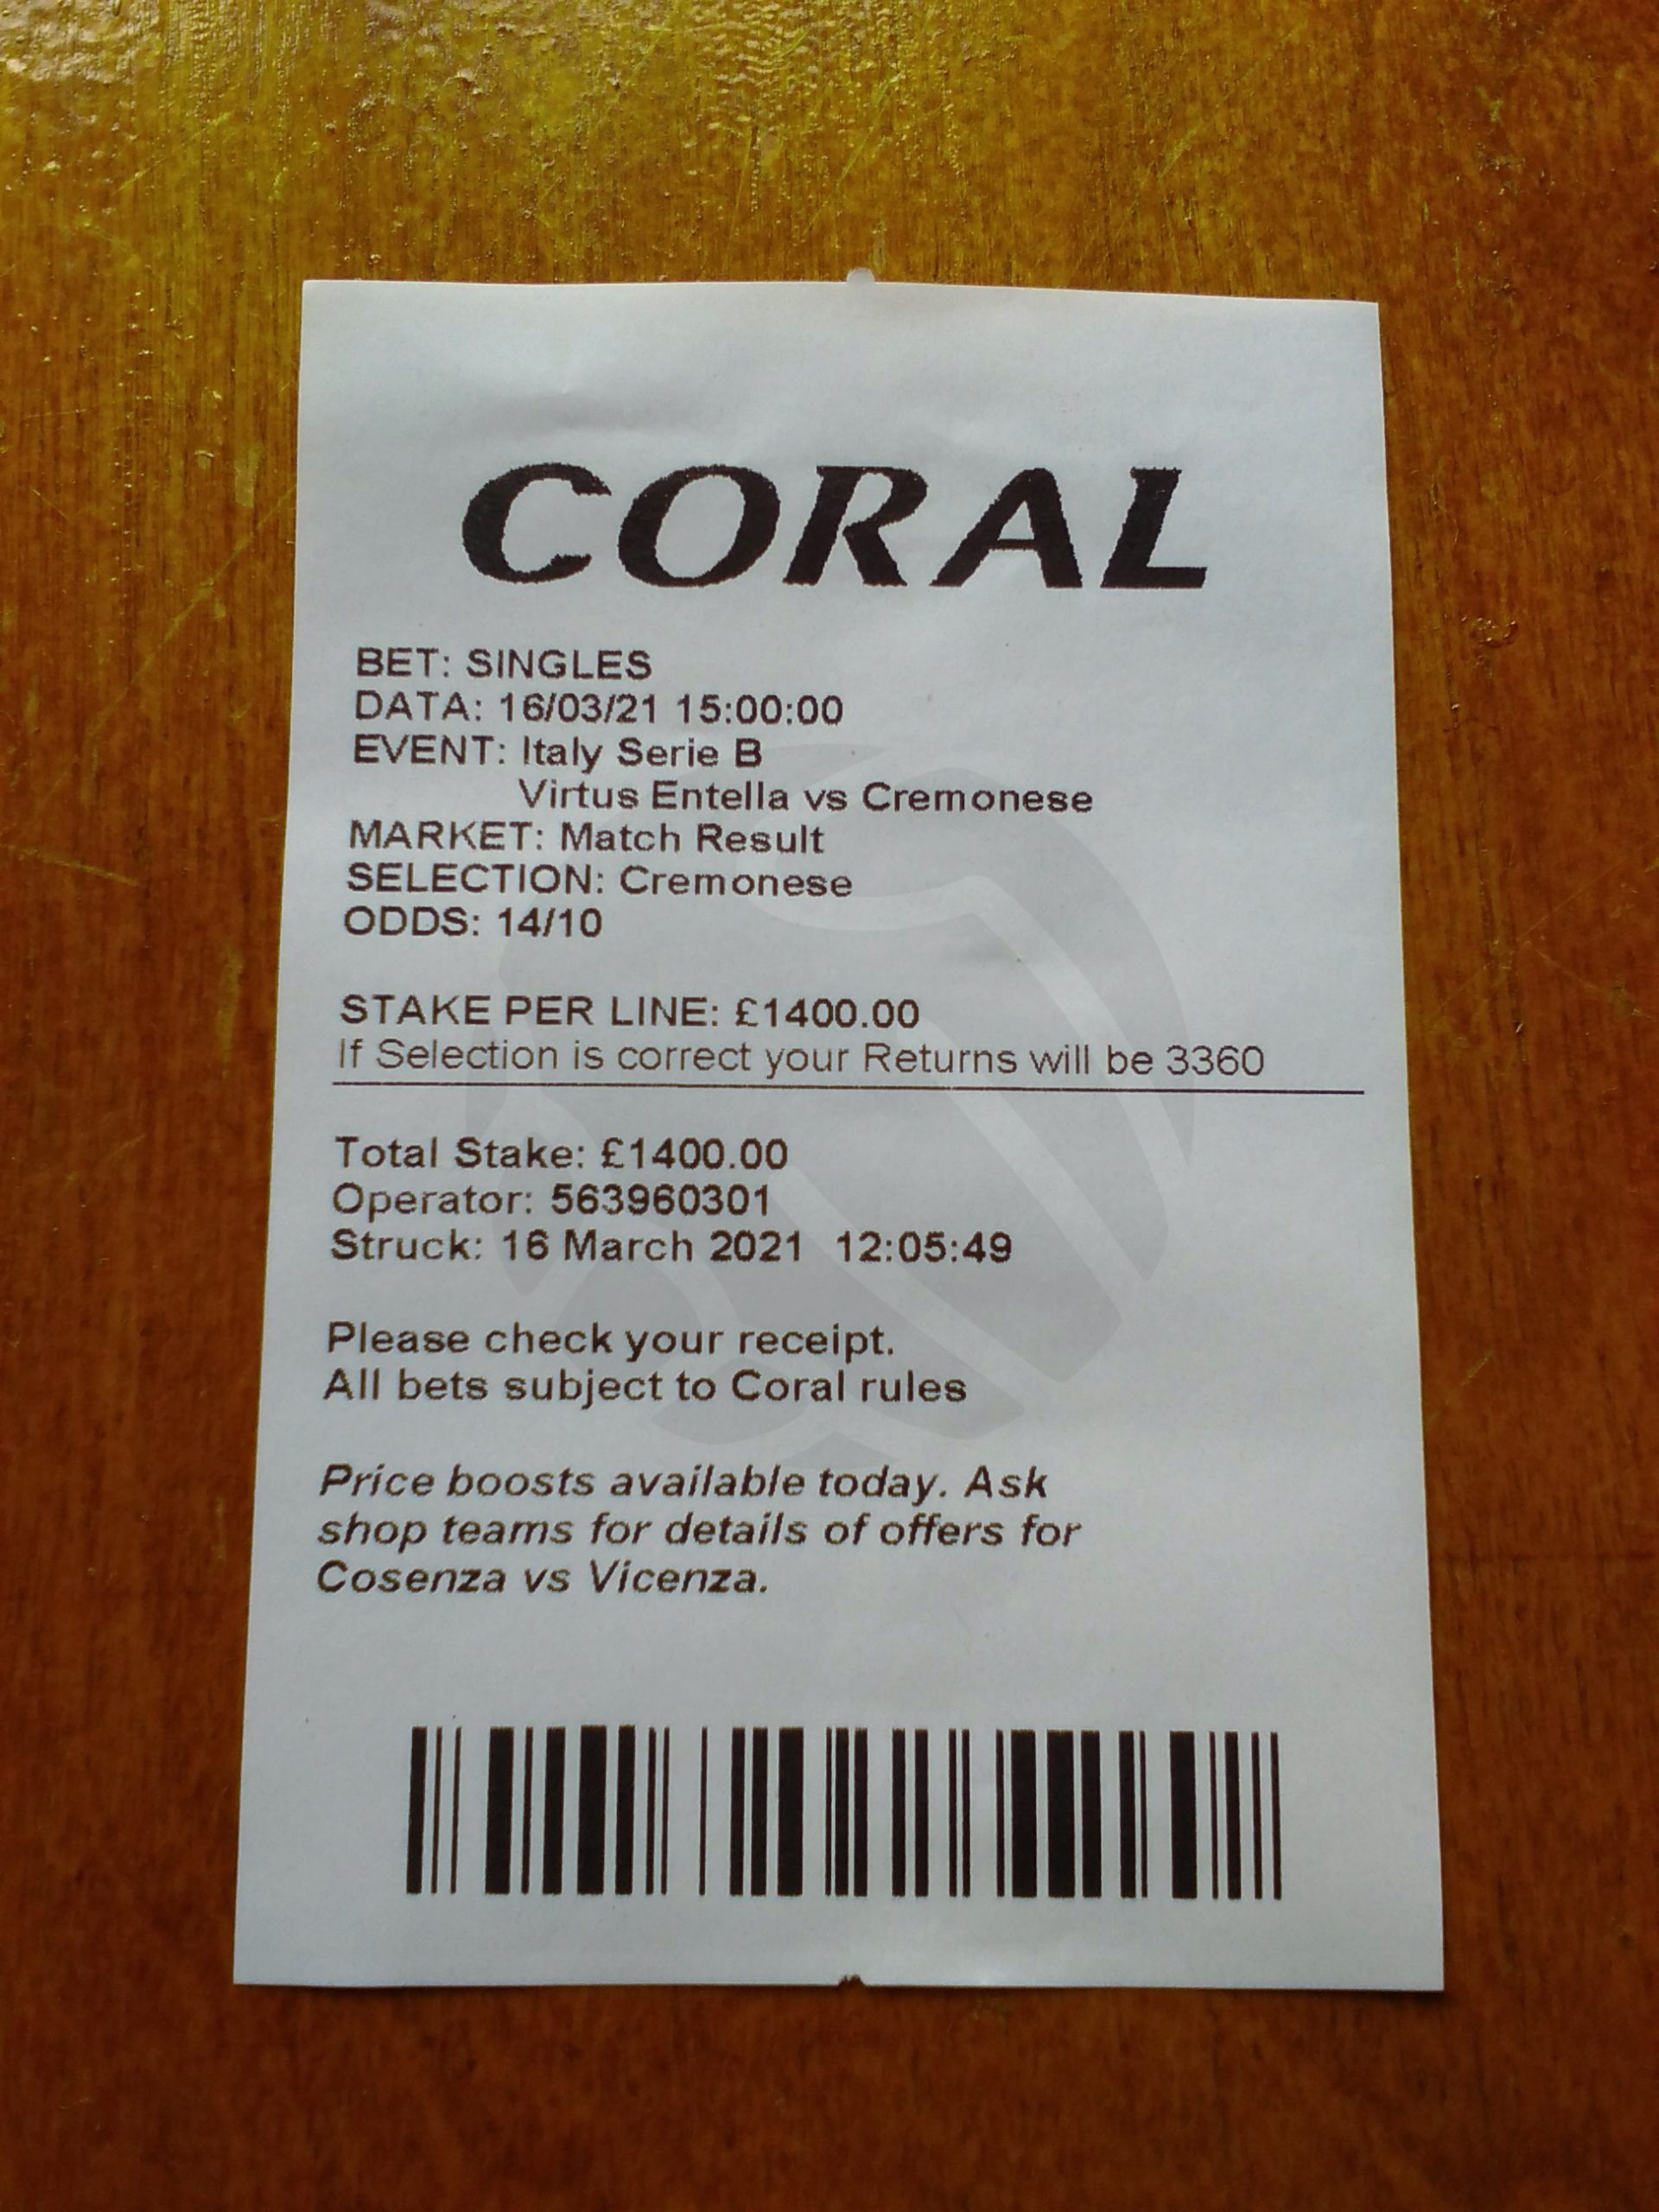 CORAL
BET: SINGLES
DATA: 16/03/21 15:00:00
EVENT: Italy Serie B
Virtus Entella vs Cremonese
MARKET: Match Result
SELECTION: Cremonese
ODDS: 14/10
STAKE PER LINE: £1400.00
If Selection is correct your Returns will be 3360
Total Stake: £1400.00
Operator: 563960301
Struck: 16 March 2021 12:05:49
Please check your receipt.
All bets subject to Coral rules
Price boosts available today. Ask
shop teams for details of offers for
Cosenza vs Vicenza.